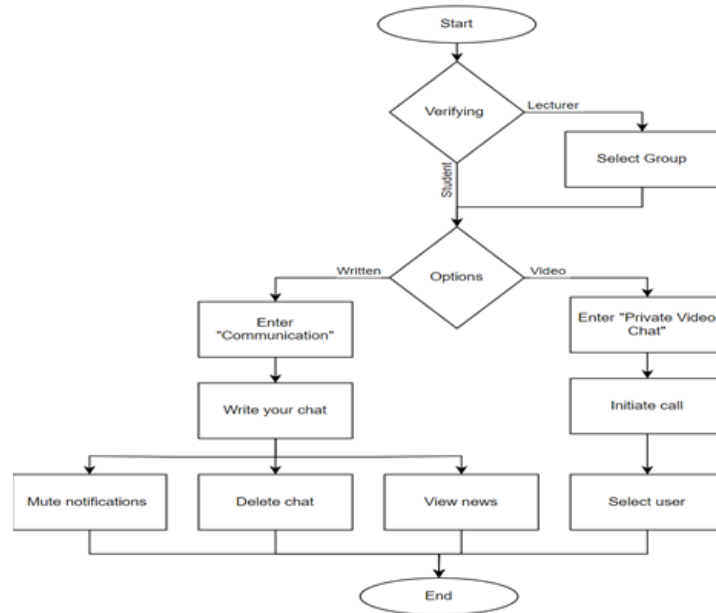 Start
Verifying
Lecturer
Select Group
Student
Written
Options
Video
Enter
"Communication"
Enter "Private Video
Chat"
Write your chat
Initiate call
Mute notifications
Delete chat
View news
Select user
End